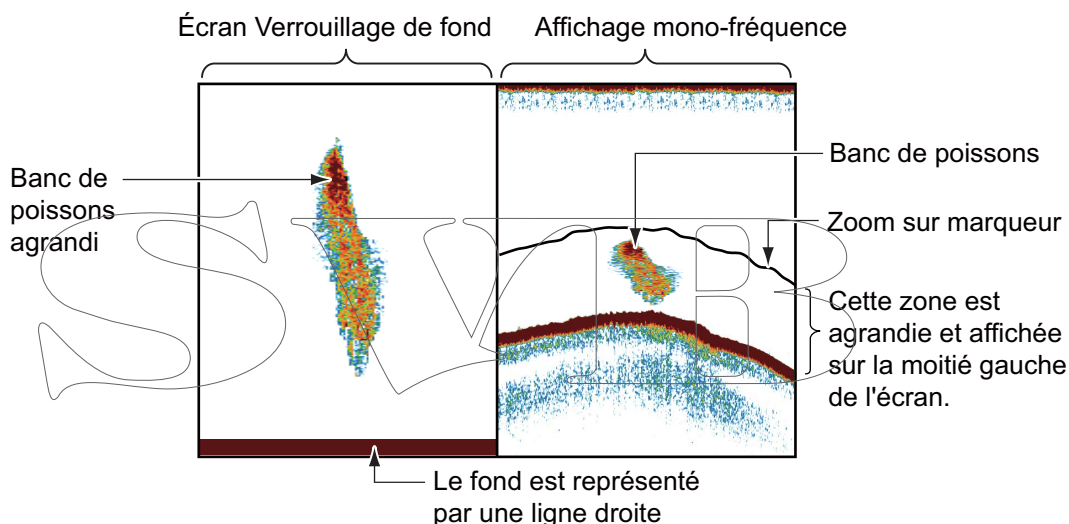 Écran Verrouillage de fond
Affichage mono-fréquence
Banc de
poissons
agrandi
Banc de poissons
Zoom sur marqueur
Cette zone est
agrandie et affichée
sur la moitié gauche
de l'écran.
Le fond est représenté
par une ligne droite
SVB